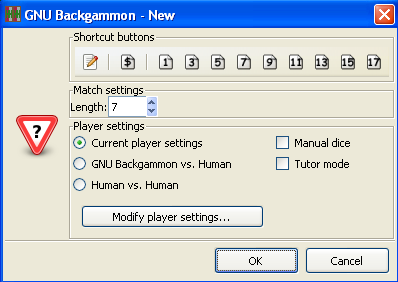 GNU Backgammon - New
Shortcut buttons
$ 1 3 5 7 9 11 13 15 17
Match settings
Length: 7
?
Player settings
Current player settings
Manual dice
GNU Backgammon vs. Human
Tutor mode
Human vs. Human
Modify player settings...
OK
Cancel